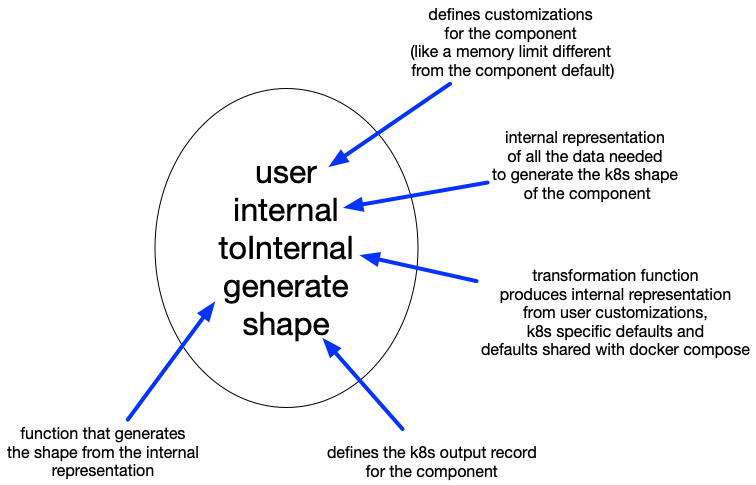 defines customizations
for the component
(like a memory limit different
from the component default)
internal representation
of all the data needed
to generate the k8s shape
of the component
user
internal
toInternal
generate
shape
transformation function
produces internal representation
from user customizations,
k8s specific defaults and
defaults shared with docker compose
function that generates
the shape from the internal
representation
defines the k8s output record
for the component